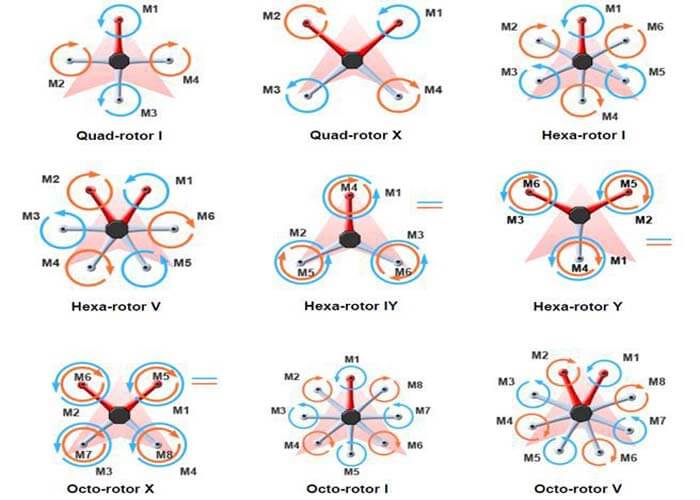 M1
M2
M4
M3
Quad-rotor I
M2
M1
M3
M4
Quad-rotor X
M1
M2
M6
M3
M5
M4
Hexa-rotor I
M2
M1
M3
M6
M4
M5
Hexa-rotor V
M4
M1
M2
M3
M5
M6
Hexa-rotor IY
M6
M5
M3
M2
M4
M1
Hexa-rotor Y
M6
M5
M2
M1
M7
M8
M3
M4
Octo-rotor X
M1
M2
M8
M3
M7
M4
M6
M5
Octo-rotor I
M2
M1
M3
M8
M4
M7
M5
M6
Octo-rotor V